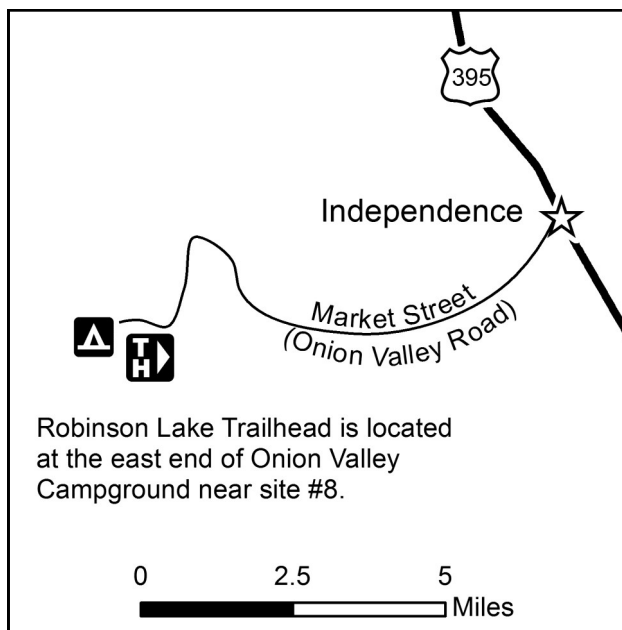 395
Independence
Market Street
(Onion Valley Road)
T
H
Robinson Lake Trailhead is located
at the east end of Onion Valley
Campground near site #8.
0 2.5 5
Miles